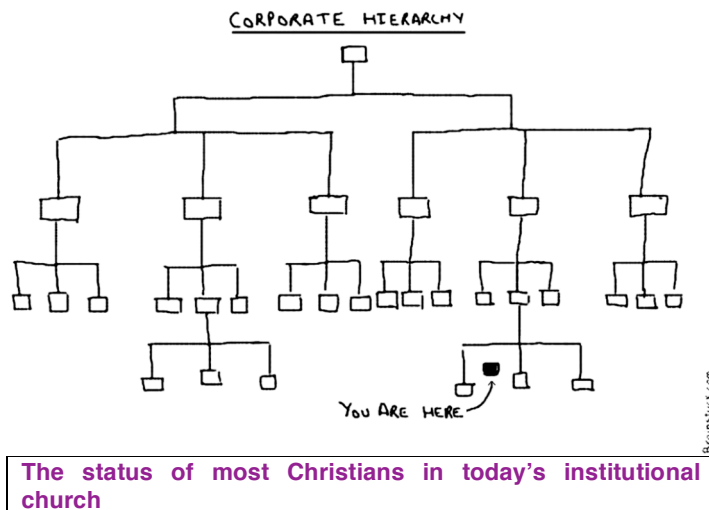 CORPORATE HIERARCHY
YOU ARE HERE
The status of most Christians in today's institutional
church